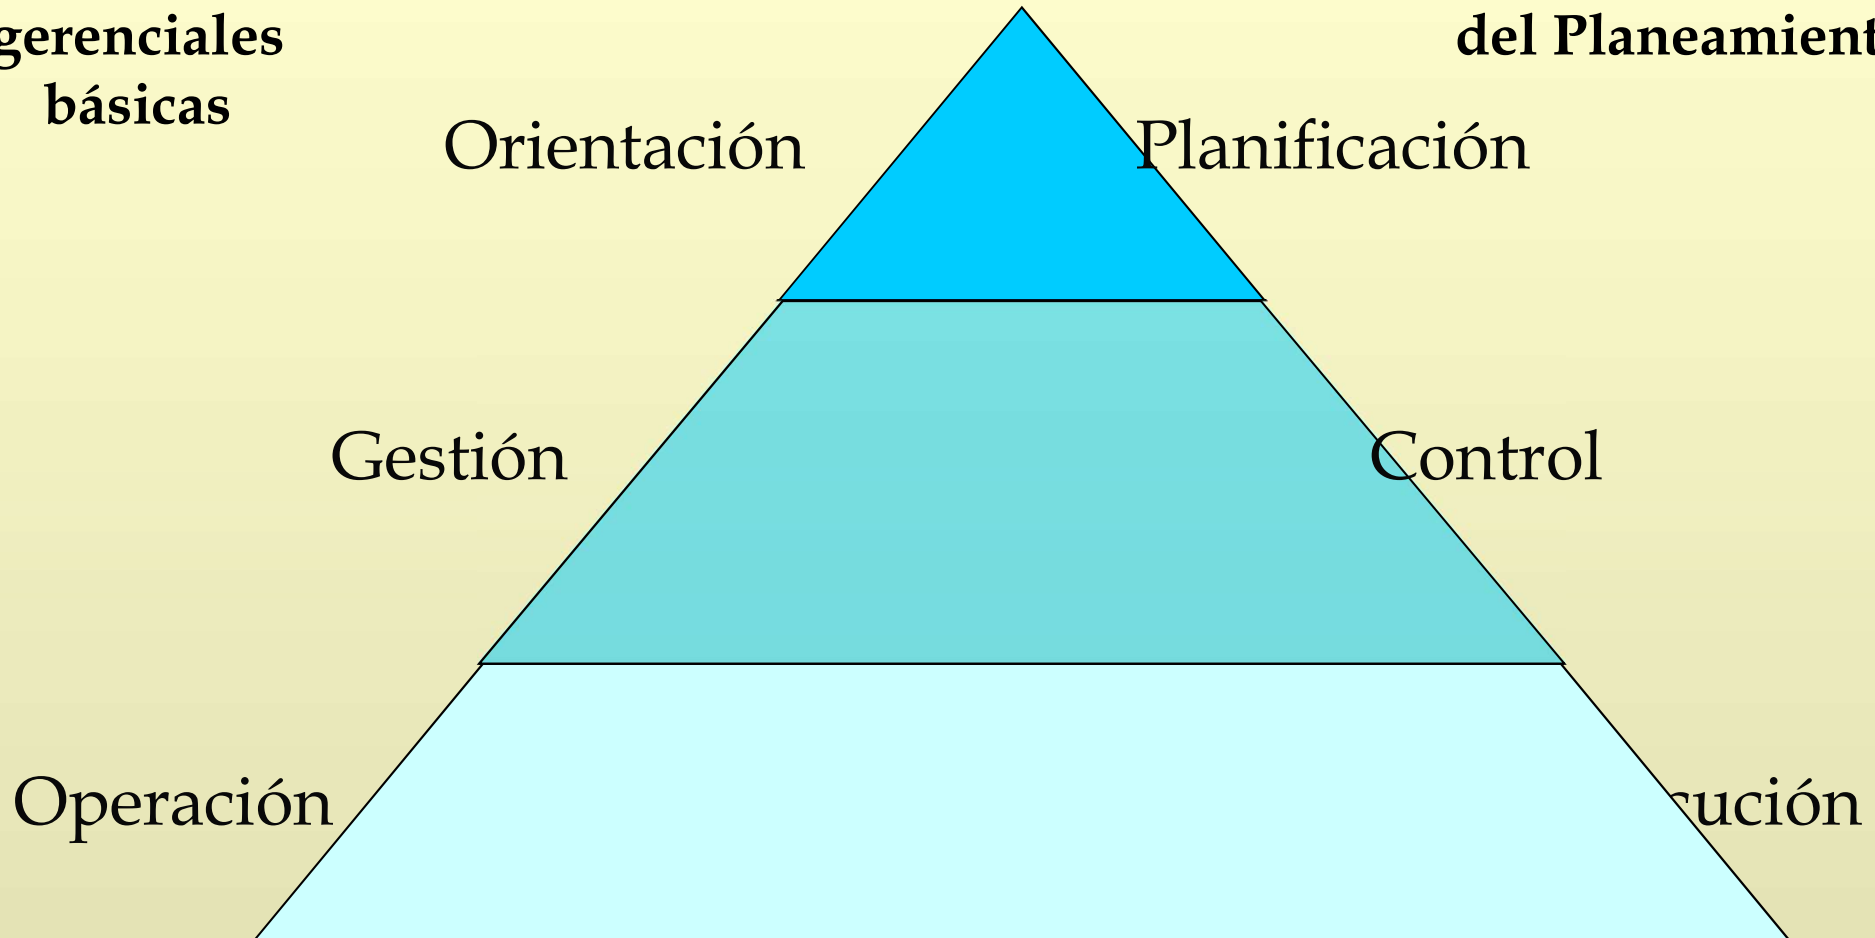 gerenciales
básicas
del Planeamient
Orientación
Planificación
Gestión
Control
Operación
cución